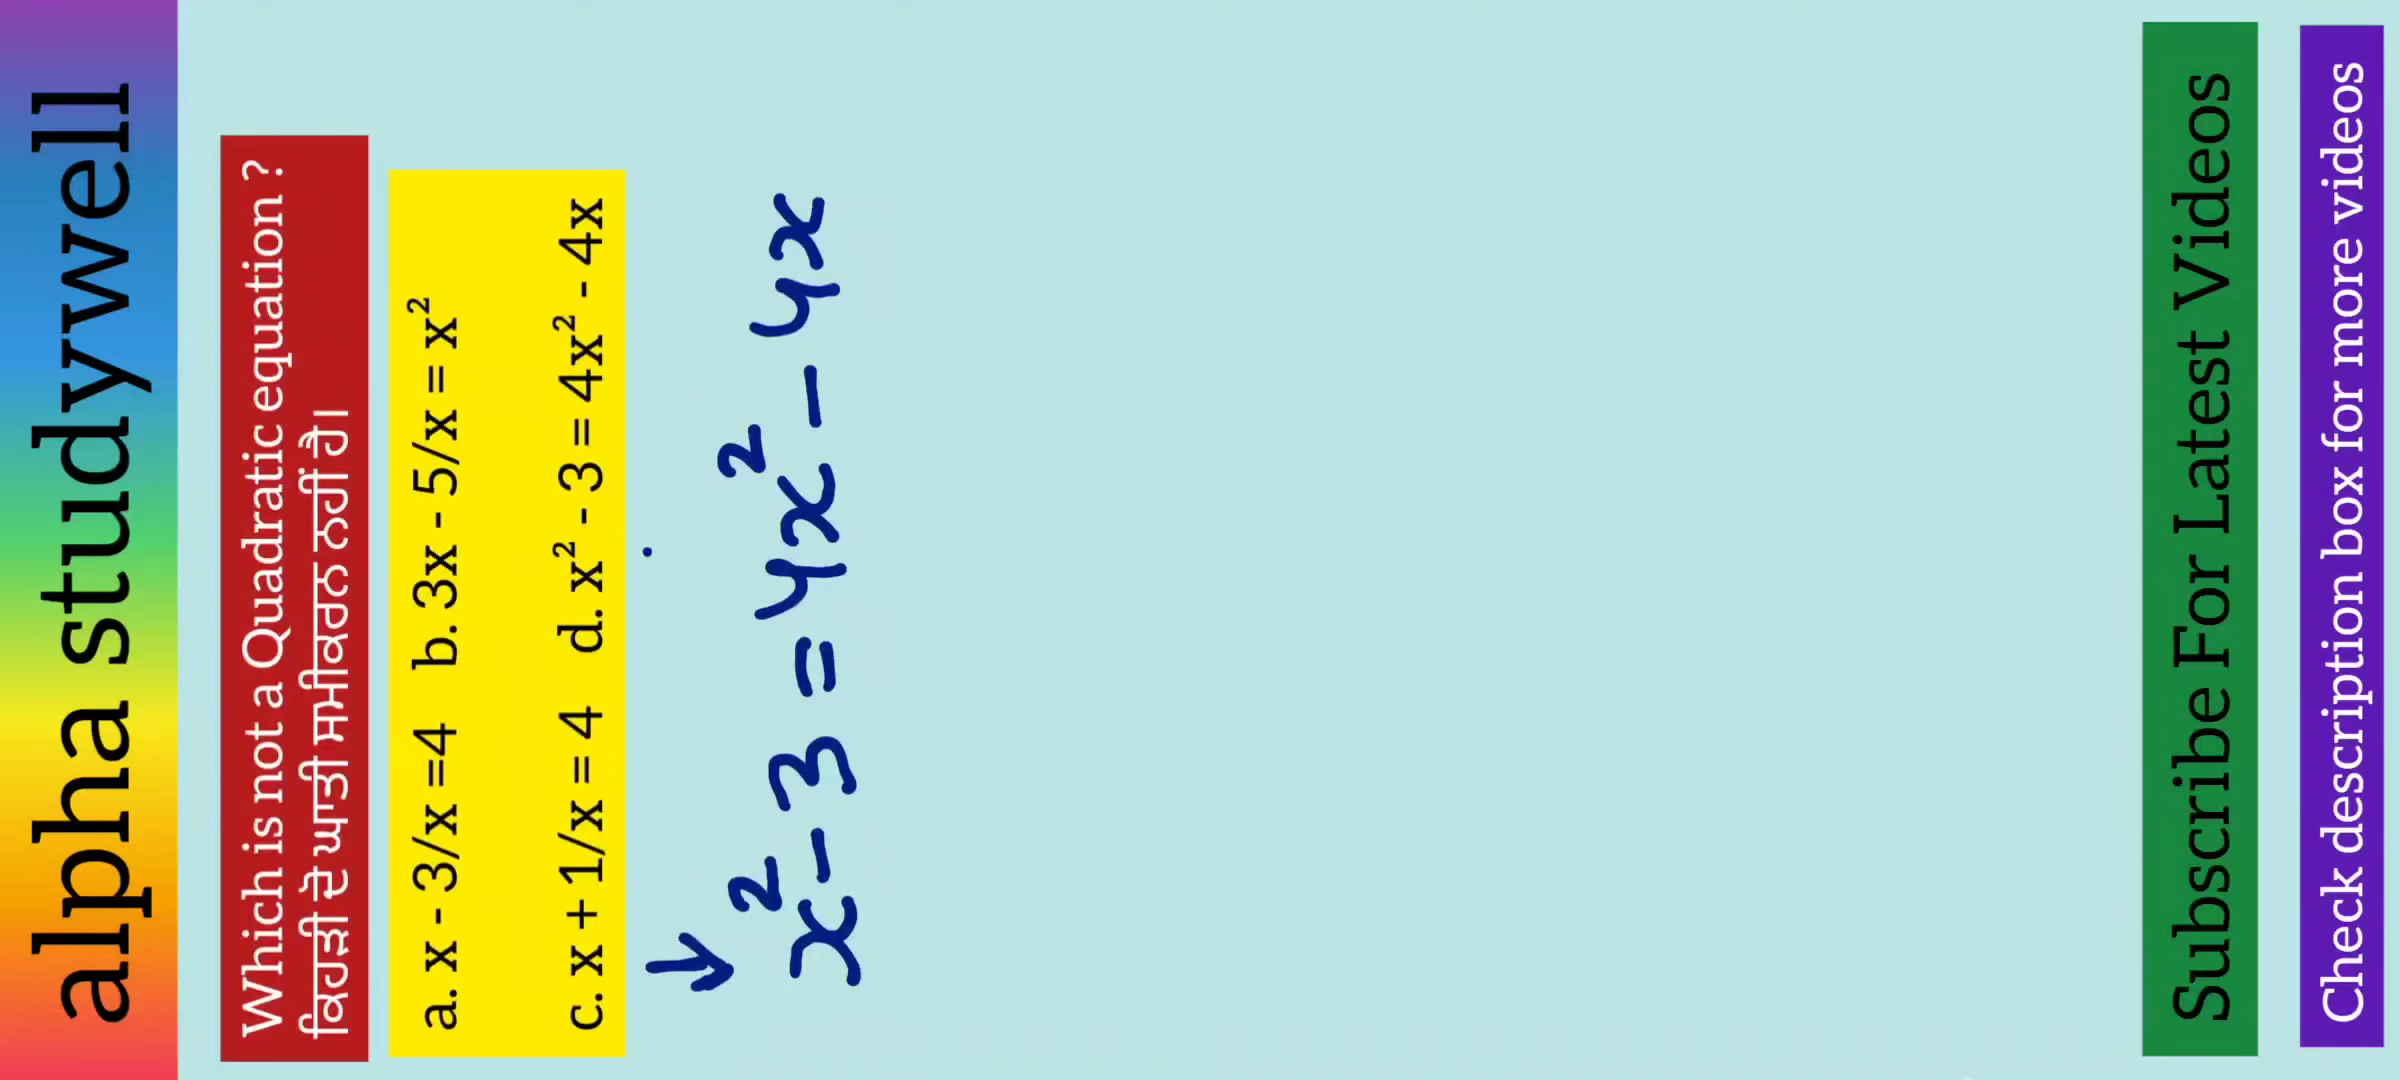 alpha studywell
Which is not a Quadratic equation ?
ਕਿਹੜੀ ਦੋ ਘਾਤੀ ਸਮੀਕਰਨ ਨਹੀਂ ਹੈ।
a. x - 3/x =4 b. 3x - 5/x = x²
c. x + 1/x = 4 d. x² - 3 = 4x² - 4x
x² - 3 = 4x² - 4x
Subscribe For Latest Videos
Check description box for more videos